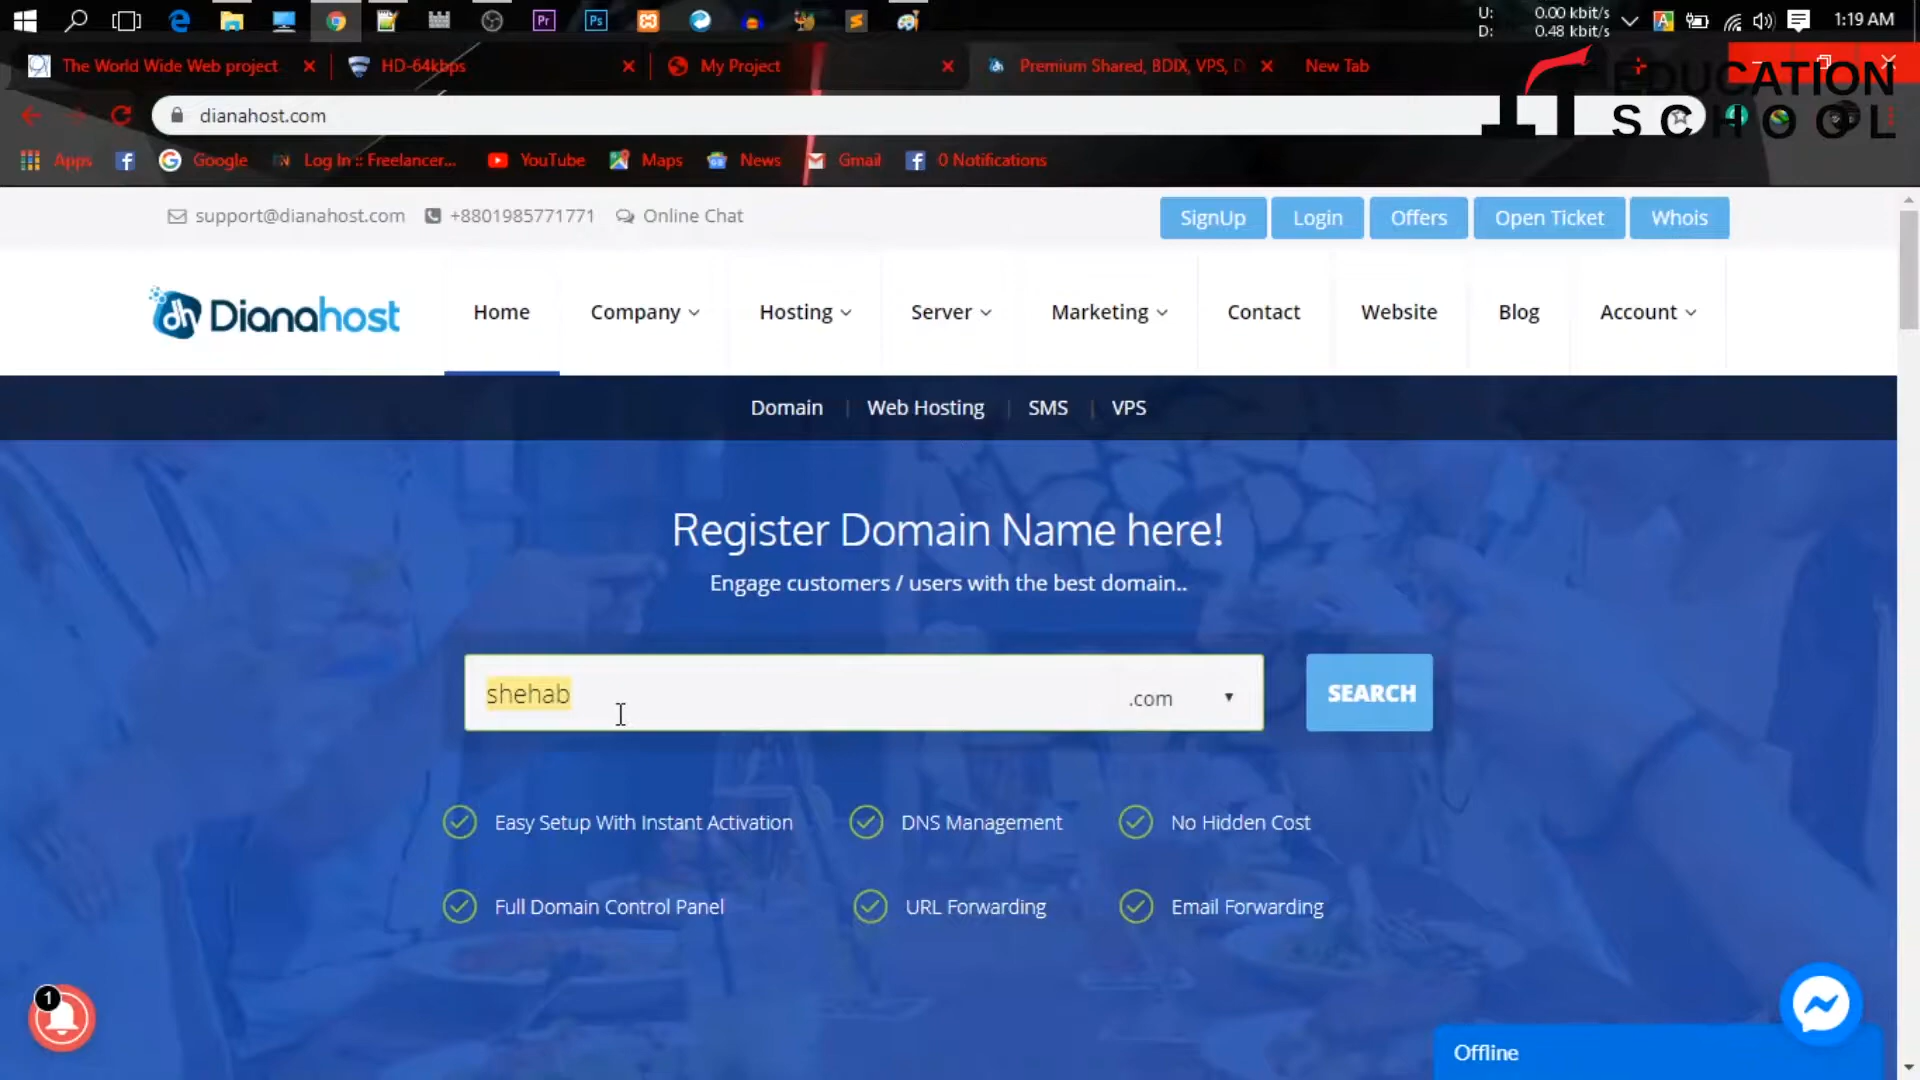 U: 0.00 kbit/s
D: 0.48 kbit/s
1:19 AM
The World Wide Web project
HD-64kbps
My Project
Premium Shared, BDIX, VPS, D
New Tab
EDUCATION
IT SCHOOL
dianahost.com
Apps
Google
Log In :: Freelancer...
YouTube
Maps
News
Gmail
0 Notifications
support@dianahost.com
+8801985771771
Online Chat
SignUp
Login
Offers
Open Ticket
Whois
dh Dianahost
Home
Company
Hosting
Server
Marketing
Contact
Website
Blog
Account
Domain | Web Hosting | SMS | VPS
Register Domain Name here!
Engage customers / users with the best domain..
shehab
.com
SEARCH
Easy Setup With Instant Activation
DNS Management
No Hidden Cost
Full Domain Control Panel
URL Forwarding
Email Forwarding
1
Offline